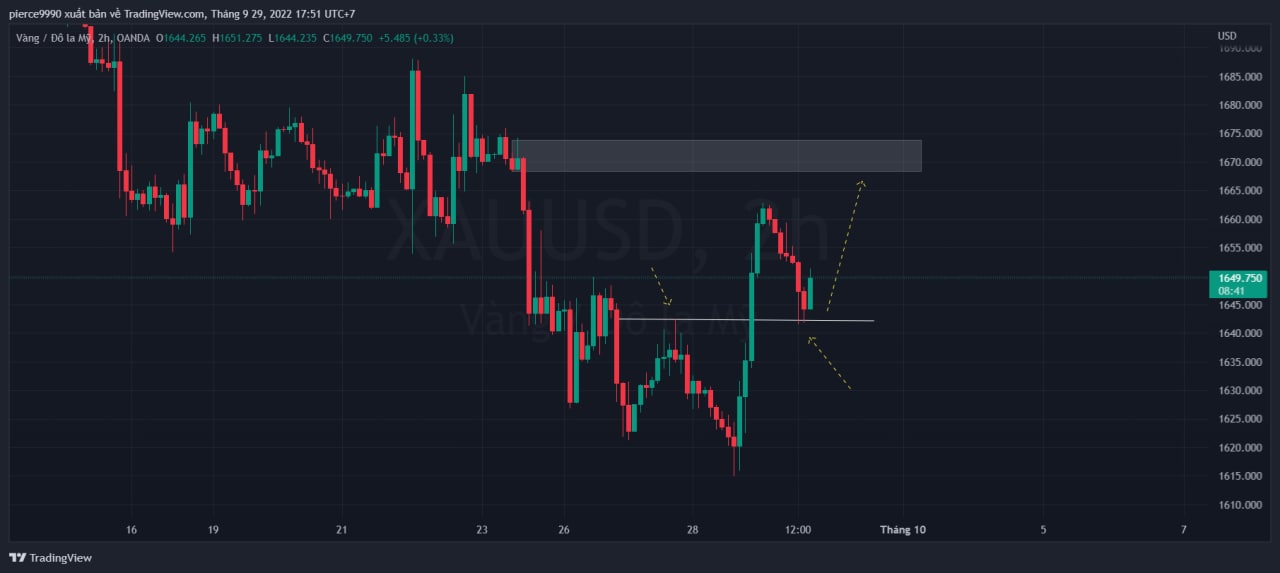 pierce9990 xuất bản về TradingView.com, Tháng 9 29, 2022 17:51 UTC+7
Vàng / Đô la Mỹ, 2h, OANDA O1644.265 H1651.275 L1644.235 C1649.750 +5.485 (+0.33%)
USD
1690.000
1685.000
1680.000
1675.000
1670.000
1665.000
1660.000
XAUUSD, 2h
1655.000
1649.750
08:41
1645.000
Vàng / Đô la Mỹ
1640.000
1635.000
1630.000
1625.000
1620.000
1615.000
1610.000
16 19 21 23 26 28 12:00 Tháng 10 5 7
TradingView